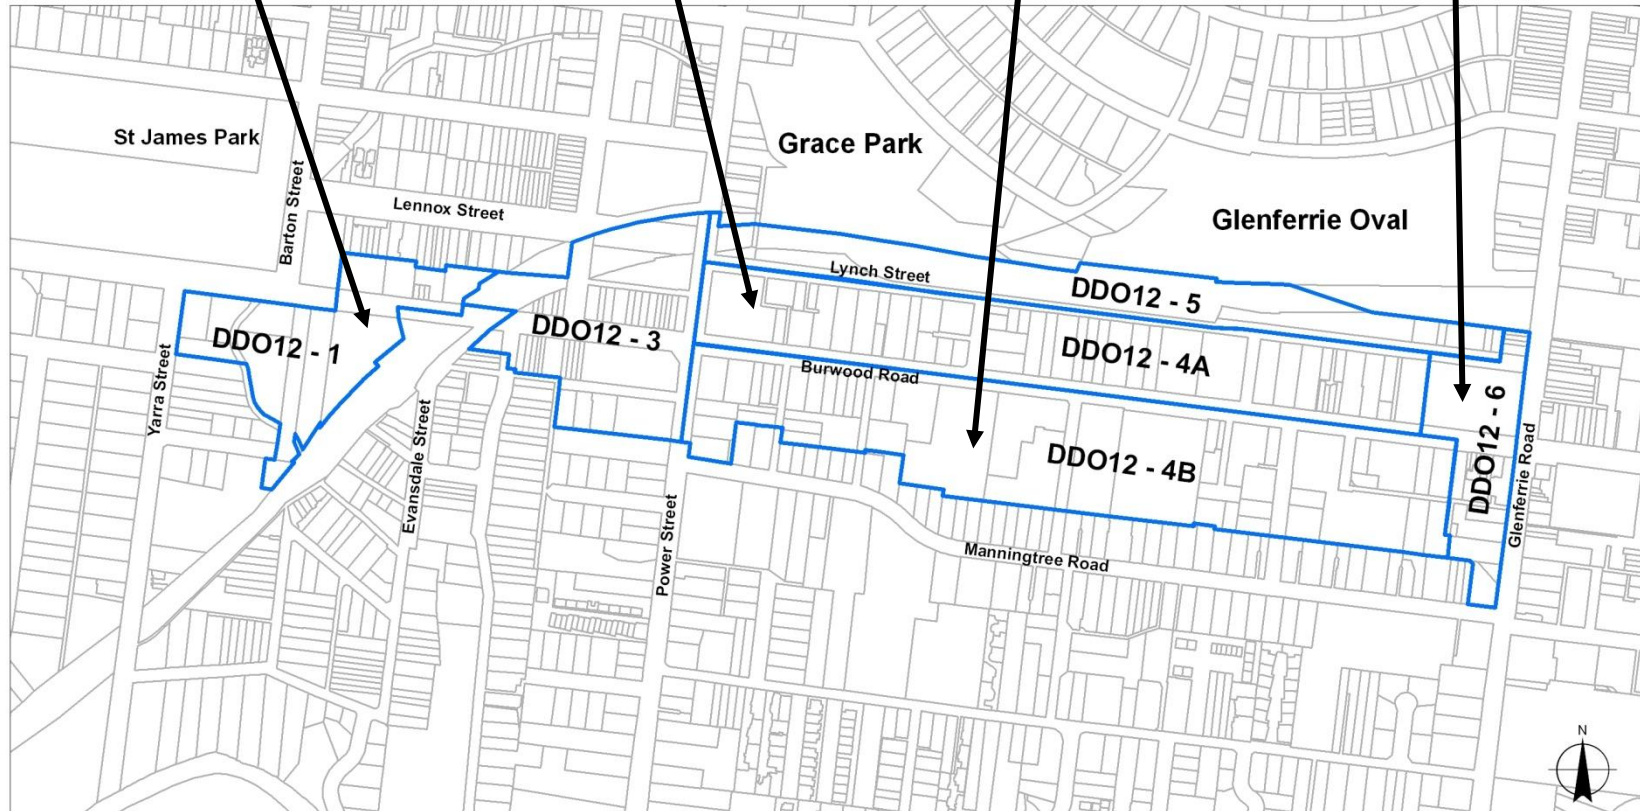 St James Park
Grace Park
Barton Street
Lennox Street
Glenferrie Oval
Lynch Street
DDO12 - 5
DDO12 - 3
DDO12 - 1
DDO12 - 4A
Burwood Road
Yarra Street
DDO12 - 6
Evansdale Street
DDO12 - 4B
Glenferrie Road
Power Street
Manningtree Road
N